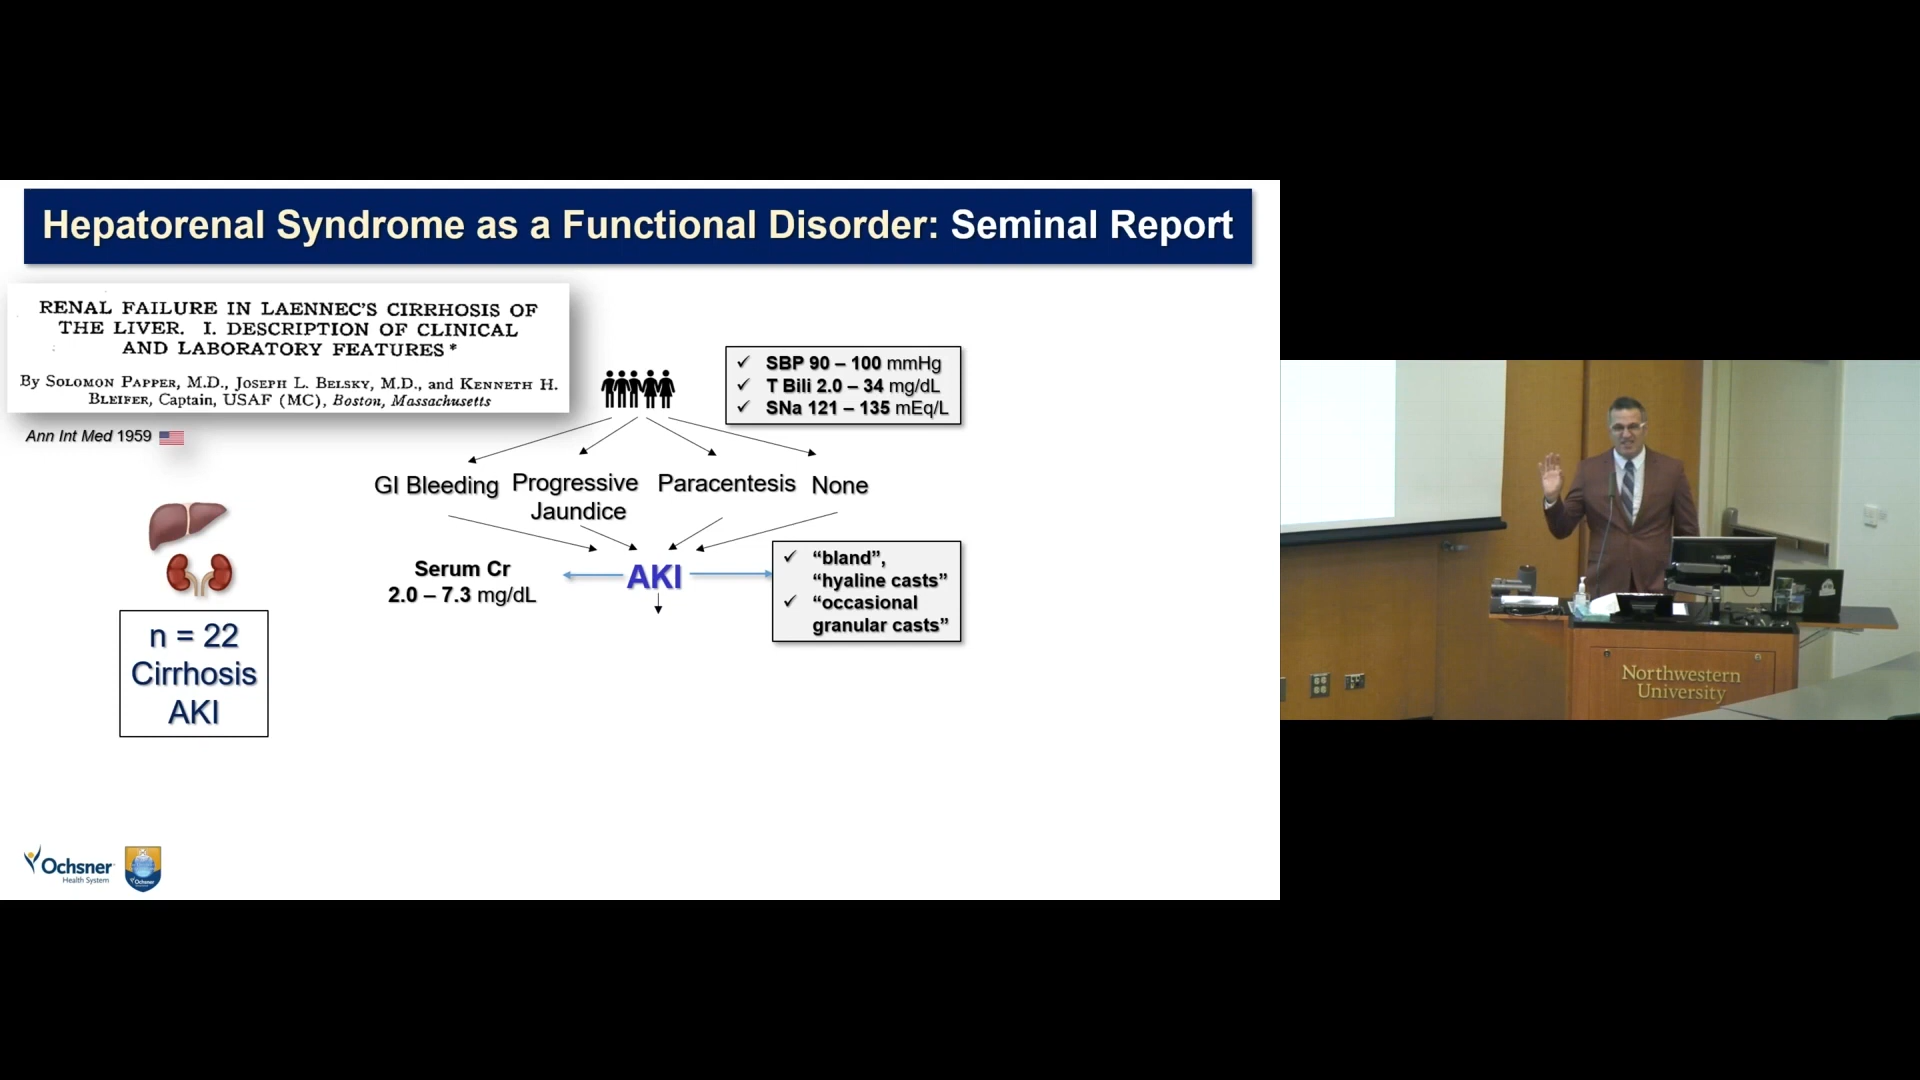 Hepatorenal Syndrome as a Functional Disorder: Seminal Report
RENAL FAILURE IN LAENNEC'S CIRRHOSIS OF
THE LIVER. I. DESCRIPTION OF CLINICAL
AND LABORATORY FEATURES*
By SOLOMON PAPPER, M.D., JOSEPH L. BELSKY, M.D., and KENNETH H.
BLEIFER, Captain, USAF (MC), Boston, Massachusetts
Ann Int Med 1959
✓ SBP 90 – 100 mmHg
✓ T Bili 2.0 – 34 mg/dL
✓ SNa 121 – 135 mEq/L
GI Bleeding
Progressive
Jaundice
Paracentesis
None
Serum Cr
2.0 – 7.3 mg/dL
AKI
✓ “bland”,
“hyaline casts”
✓ “occasional
granular casts”
n = 22
Cirrhosis
AKI
Ochsner
Health System
Ochsner
Northwestern
University